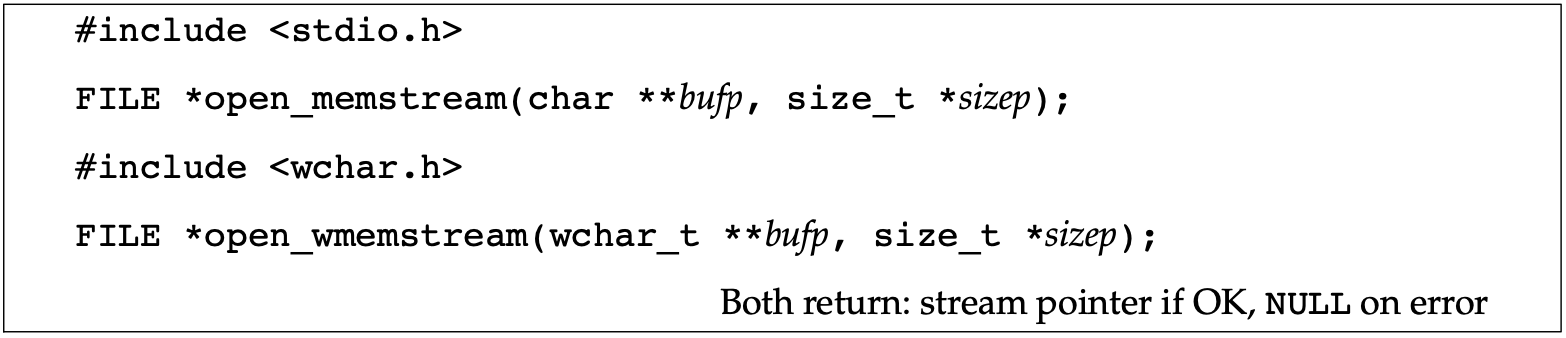 #include <stdio.h>
FILE *open_memstream(char **bufp, size_t *sizep);
#include <wchar.h>
FILE *open_wmemstream(wchar_t **bufp, size_t *sizep);
Both return: stream pointer if OK, NULL on error